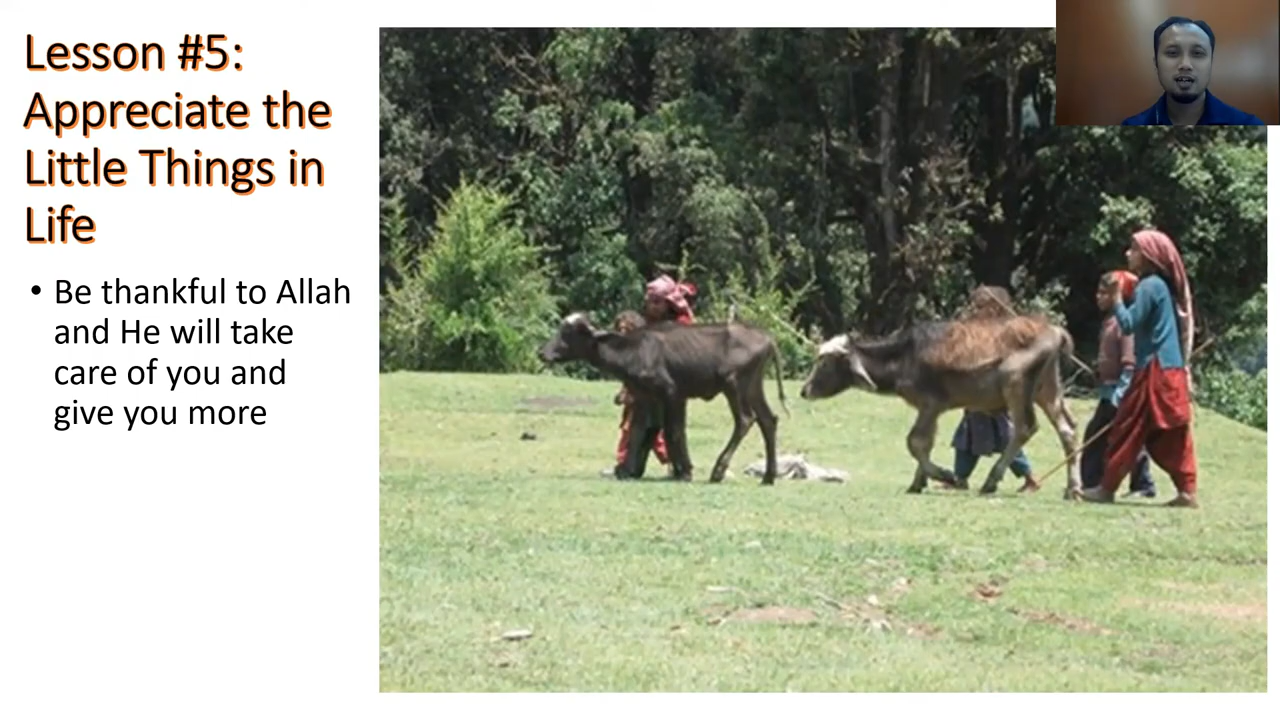 Lesson #5:
Appreciate the
Little Things in
Life
• Be thankful to Allah
and He will take
care of you and
give you more